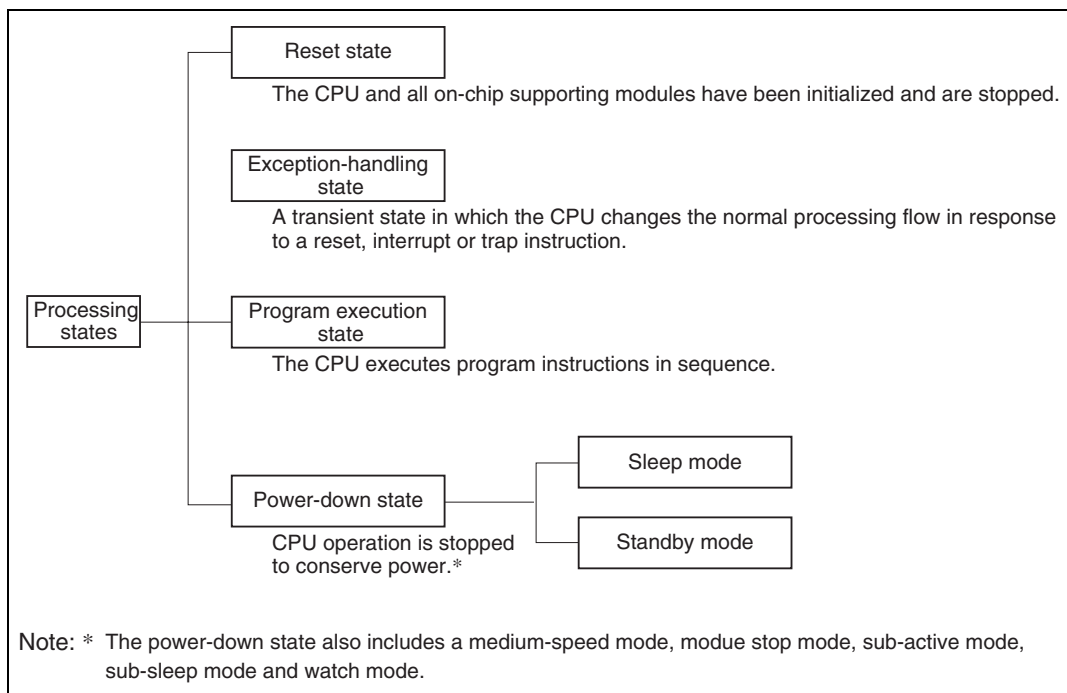 Reset state
The CPU and all on-chip supporting modules have been initialized and are stopped.
Exception-handling
state
A transient state in which the CPU changes the normal processing flow in response
to a reset, interrupt or trap instruction.
Processing
states
Program execution
state
The CPU executes program instructions in sequence.
Power-down state
CPU operation is stopped
to conserve power.*
Sleep mode
Standby mode
Note: * The power-down state also includes a medium-speed mode, modue stop mode, sub-active mode,
sub-sleep mode and watch mode.